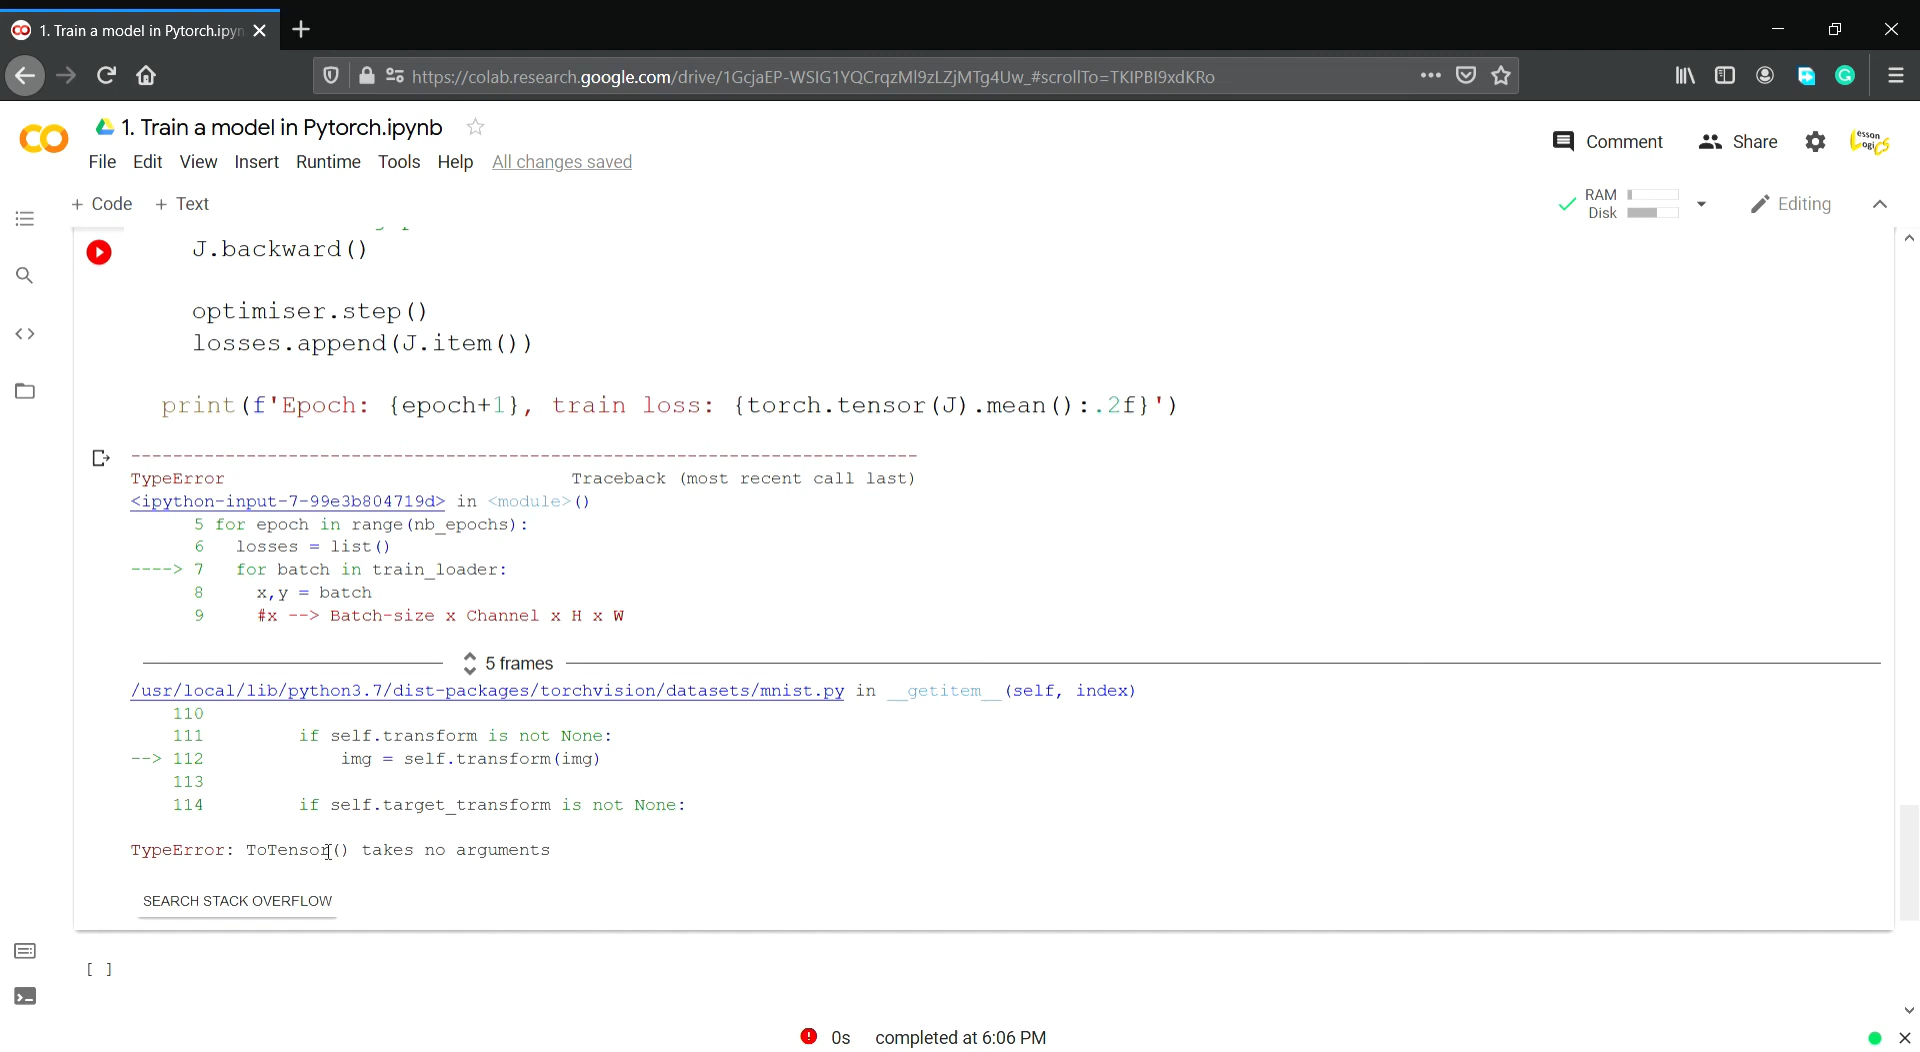 1. Train a model in Pytorch.ipyn
https://colab.research.google.com/drive/1GcjaEP-WSIG1YQCrqzMl9zLZjMTg4Uw_#scrollTo=TKIPBI9xdKRo
1. Train a model in Pytorch.ipynb
Comment
Share
esson
ogi
cs
File Edit View Insert Runtime Tools Help All changes saved
+ Code + Text
RAM
Disk
Editing
J.backward()
optimiser.step()
losses.append(J.item())
print(f'Epoch: {epoch+1}, train loss: {torch.tensor(J).mean():.2f}')
---------------------------------------------------------------------------
TypeError Traceback (most recent call last)
<ipython-input-7-99e3b804719d> in <module>()
5 for epoch in range(nb_epochs):
6 losses = list()
----> 7 for batch in train_loader:
8 x,y = batch
9 #x --> Batch-size x Channel x H x W
5 frames
/usr/local/lib/python3.7/dist-packages/torchvision/datasets/mnist.py in __getitem__(self, index)
110
111 if self.transform is not None:
--> 112 img = self.transform(img)
113
114 if self.target_transform is not None:
TypeError: ToTensor() takes no arguments
SEARCH STACK OVERFLOW
[ ]
0s completed at 6:06 PM